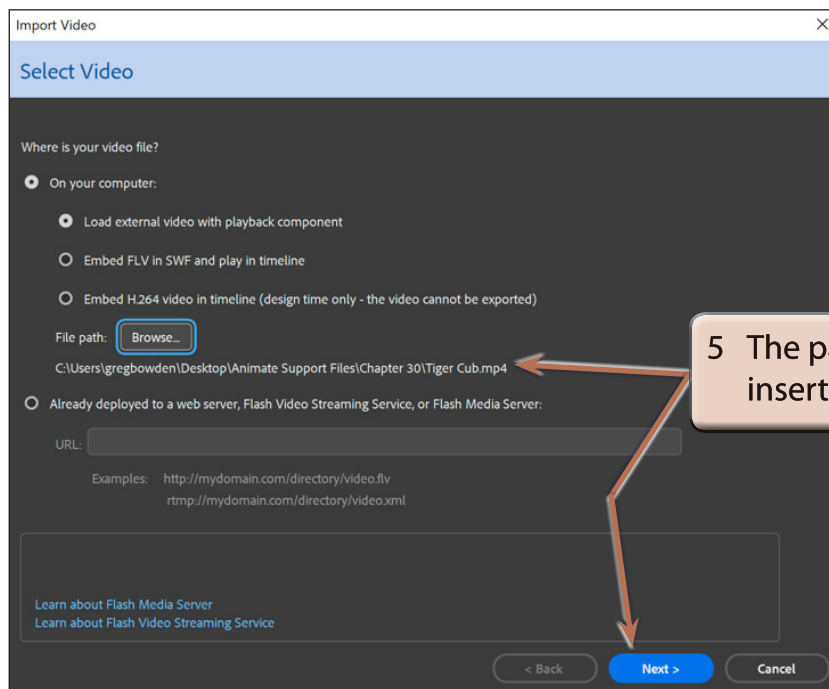 Import Video
Select Video
Where is your video file?
On your computer:
Load external video with playback component
Embed FLV in SWF and play in timeline
Embed H.264 video in timeline (design time only - the video cannot be exported)
File path: Browse...
C:\Users\gregbowden\Desktop\Animate Support Files\Chapter 30\Tiger Cub.mp4
5 The
insert
Already deployed to a web server, Flash Video Streaming Service, or Flash Media Server:
URL:
Examples: http://mydomain.com/directory/video.flv
rtmp://mydomain.com/directory/video.xml
Learn about Flash Media Server
Learn about Flash Video Streaming Service
< Back Next > Cancel